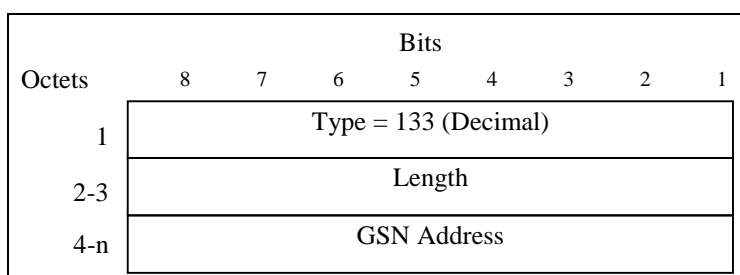 Bits
Octets 8 7 6 5 4 3 2 1
1 Type = 133 (Decimal)
2-3 Length
4-n GSN Address